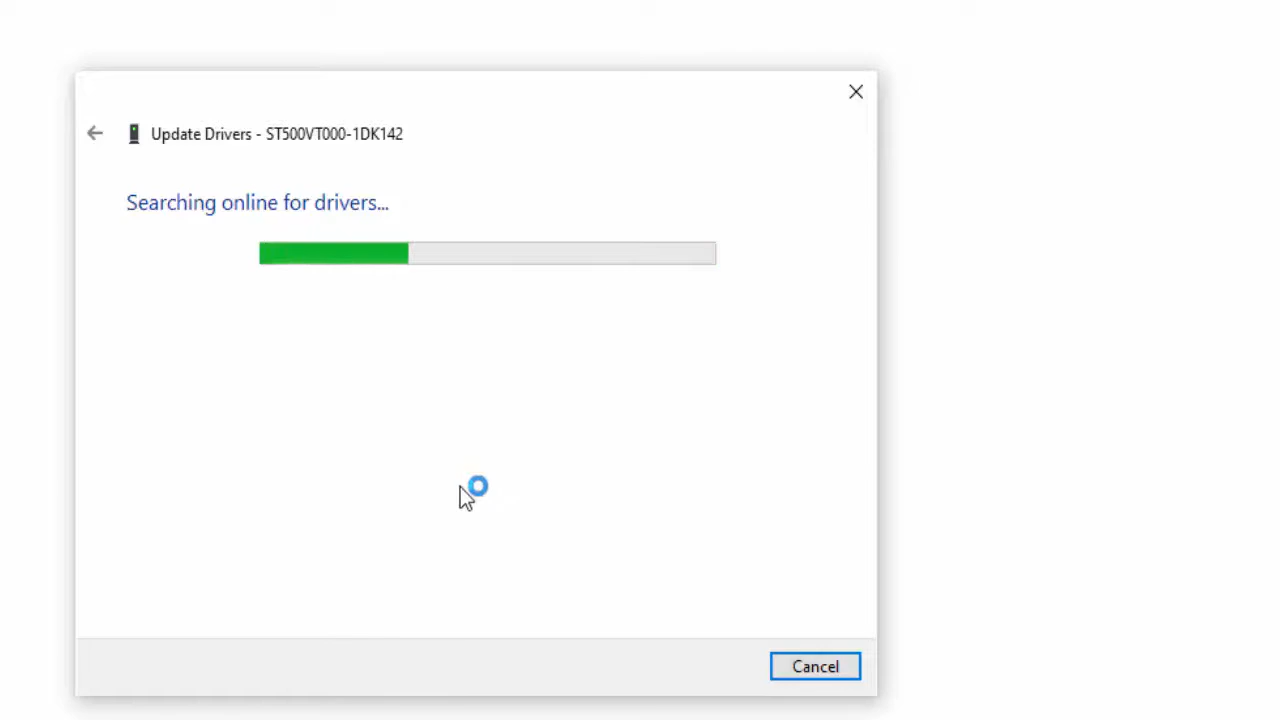 Update Drivers - ST500VT000-1DK142
Searching online for drivers...
Cancel